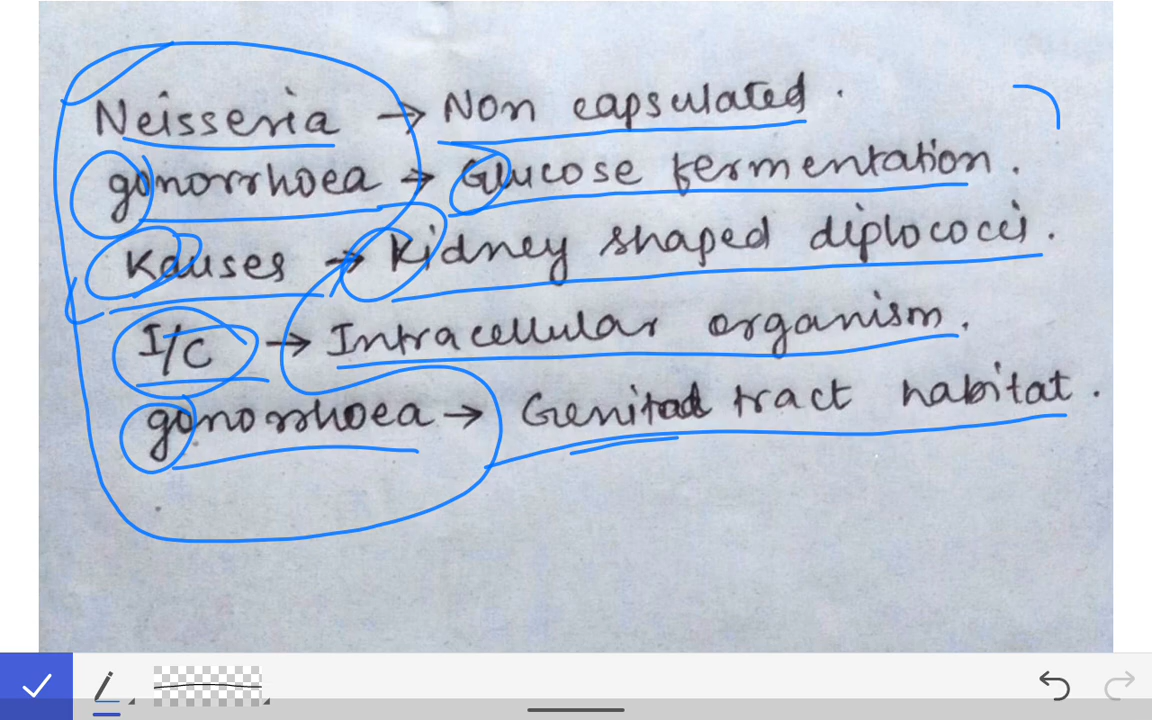 Neisseria → Non capsulated.
gonorrhoea → Glucose fermentation.
Kauses → Kidney shaped diplococci.
I/C → Intracellular organism.
gonorrhoea → Genital tract habitat.